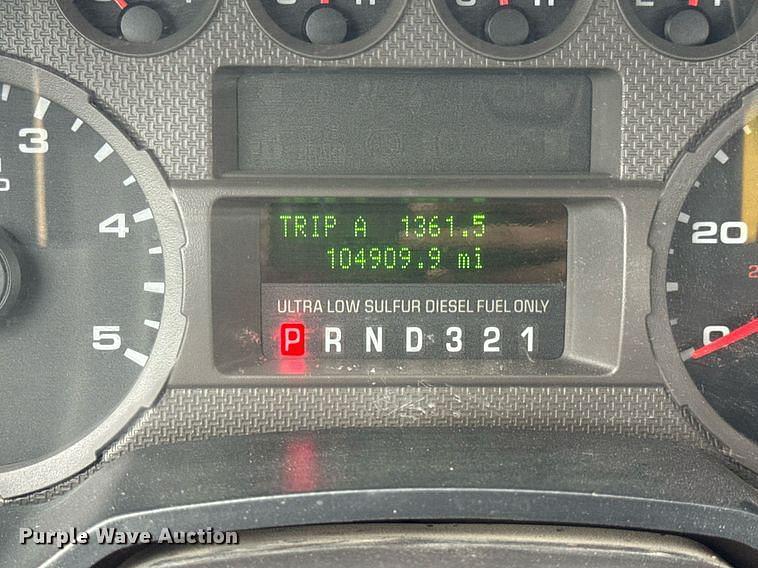 3
4
5
TRIP A 1361.5
104909.9 mi
ULTRA LOW SULFUR DIESEL FUEL ONLY
P R N D 3 2 1
20
0
Purple Wave Auction